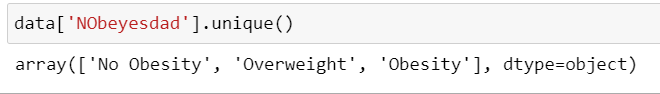 data['NObeyesdad'].unique()
array(['No Obesity', 'Overweight', 'Obesity'], dtype=object)